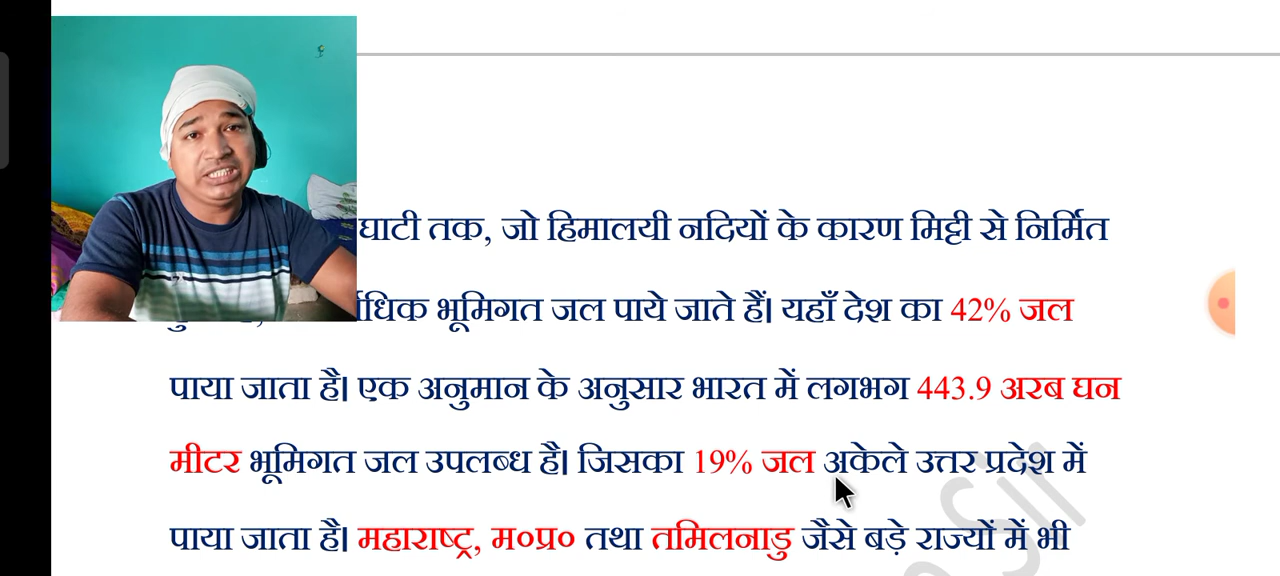 घाटी तक, जो हिमालयी नदियों के कारण मिट्टी से निर्मित
भूमिगत जल पाये जाते हैं। यहाँ देश का 42% जल
पाया जाता है। एक अनुमान के अनुसार भारत में लगभग 443.9 अरब घन
मीटर भूमिगत जल उपलब्ध है। जिसका 19% जल अकेले उत्तर प्रदेश में
पाया जाता है। महाराष्ट्र, म०प्र० तथा तमिलनाडु जैसे बड़े राज्यों में भी